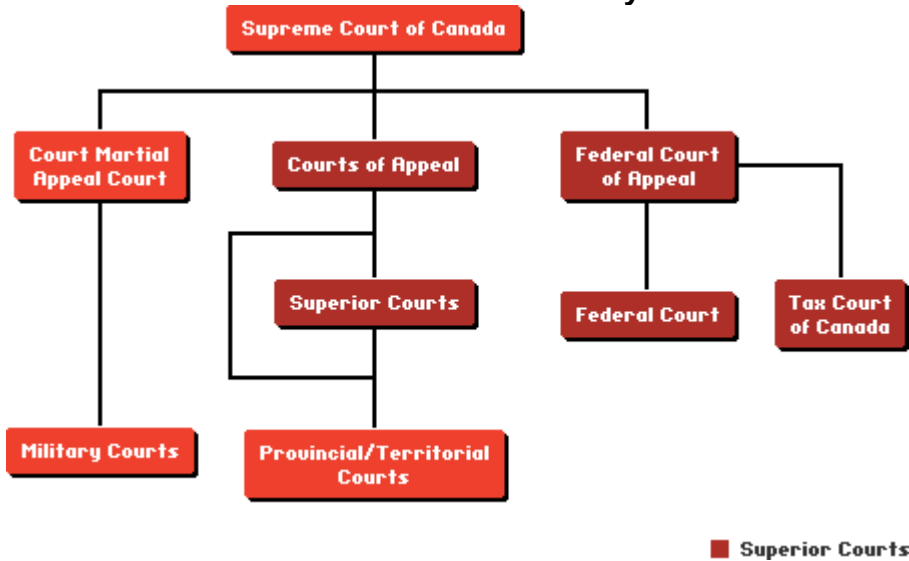 Supreme Court of Canada
Court Martial
Appeal Court
Courts of Appeal
Federal Court
of Appeal
Superior Courts
Federal Court
Tax Court
of Canada
Military Courts
Provincial/Territorial
Courts
Superior Courts